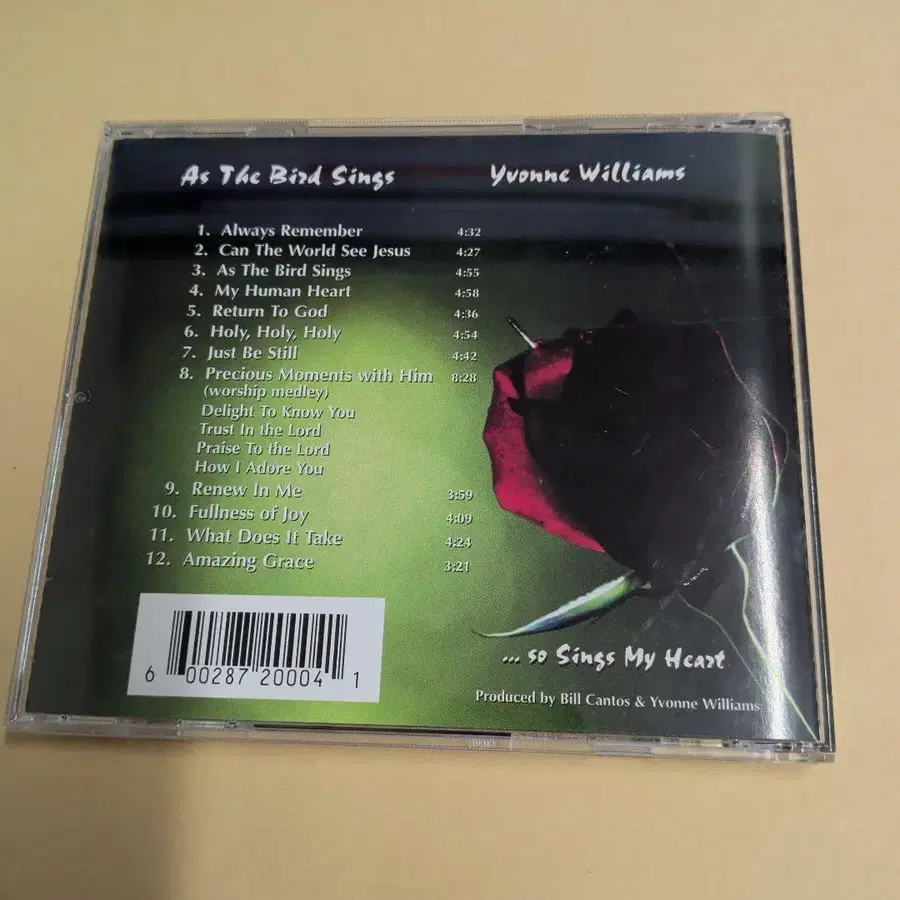 As The Bird Sings Yvonne Williams
1. Always Remember 4:32
2. Can The World See Jesus 4:27
3. As The Bird Sings 4:55
4. My Human Heart 4:58
5. Return To God 4:36
6. Holy, Holy, Holy 4:54
7. Just Be Still 4:42
8. Precious Moments with Him 8:28
(worship medley)
Delight To Know You
Trust In the Lord
Praise To the Lord
How I Adore You
9. Renew In Me 3:59
10. Fullness of Joy 4:09
11. What Does It Take 4:24
12. Amazing Grace 3:21
6 00287 20004 1
... so Sings My Heart
Produced by Bill Cantos & Yvonne Williams